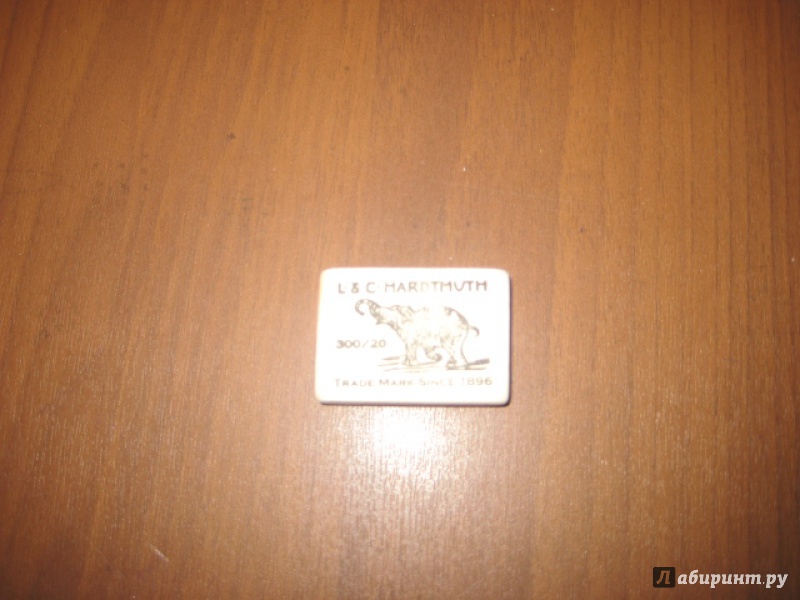 L & C HARDTMUTH
300/20
TRADE MARK SINCE 1896
Лабиринт.ру